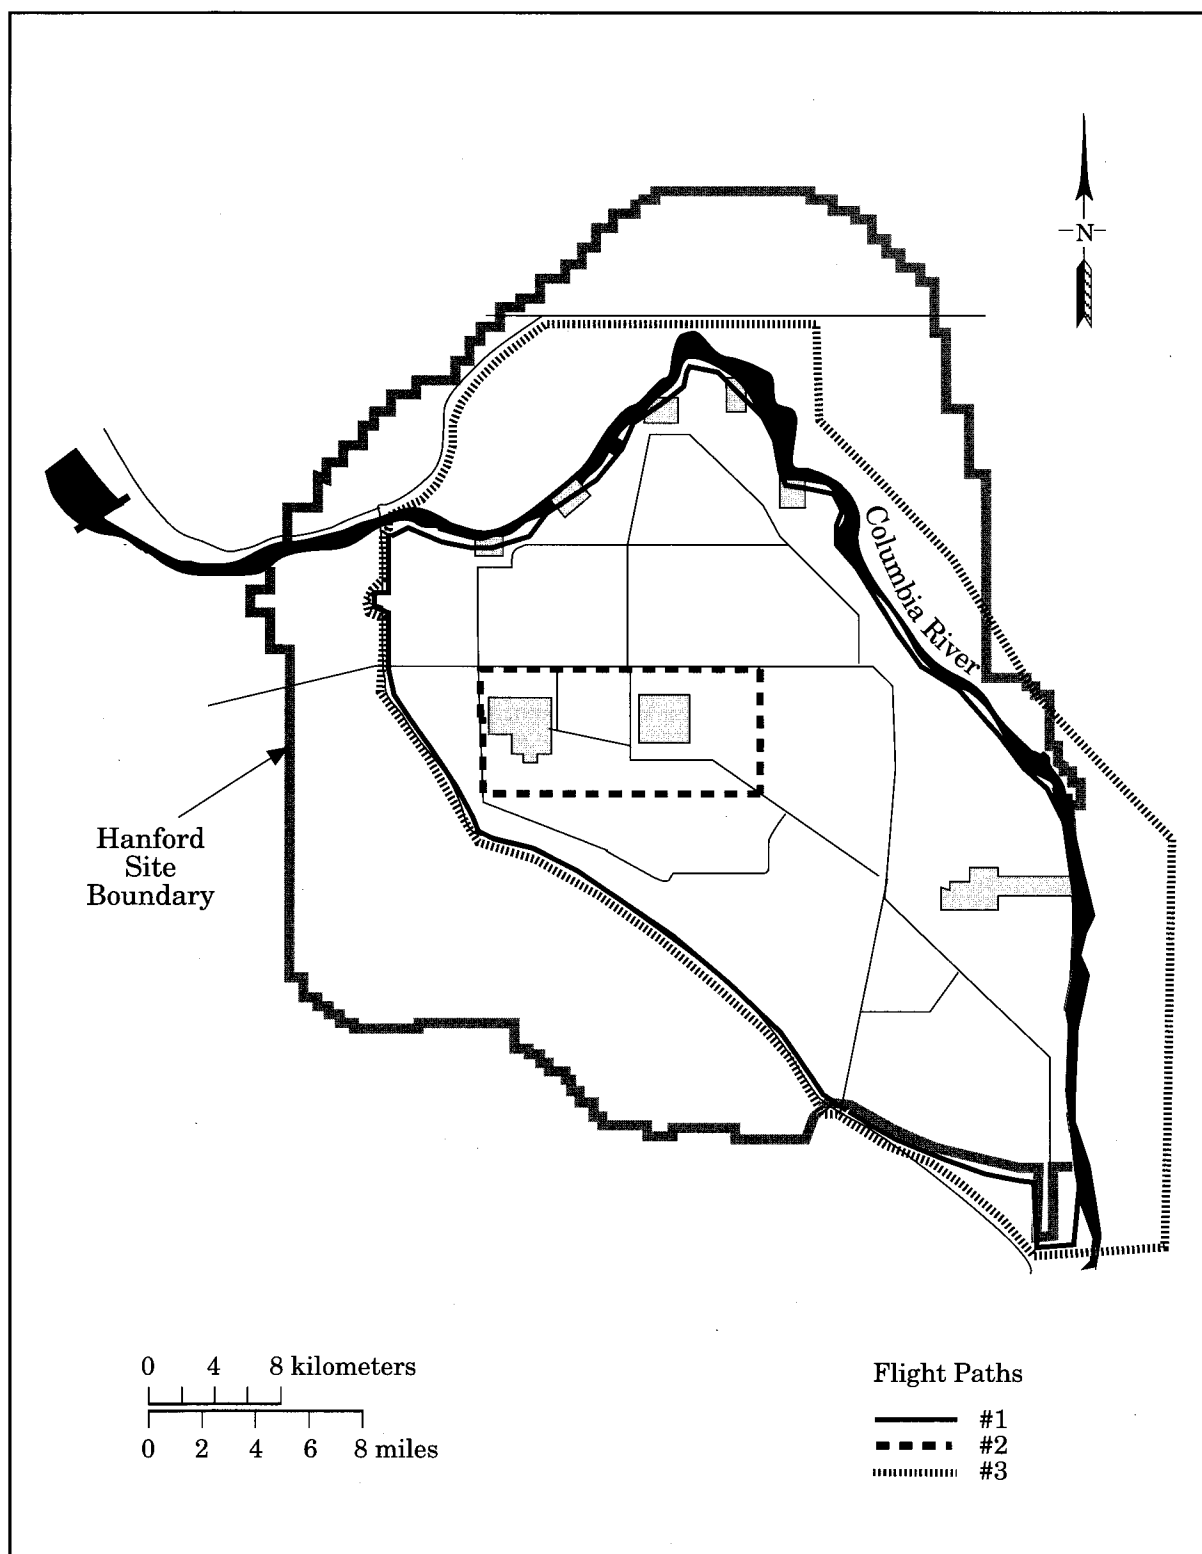 N
Columbia River
Hanford
Site
Boundary
0 4 8 kilometers
0 2 4 6 8 miles
Flight Paths
#1
#2
#3